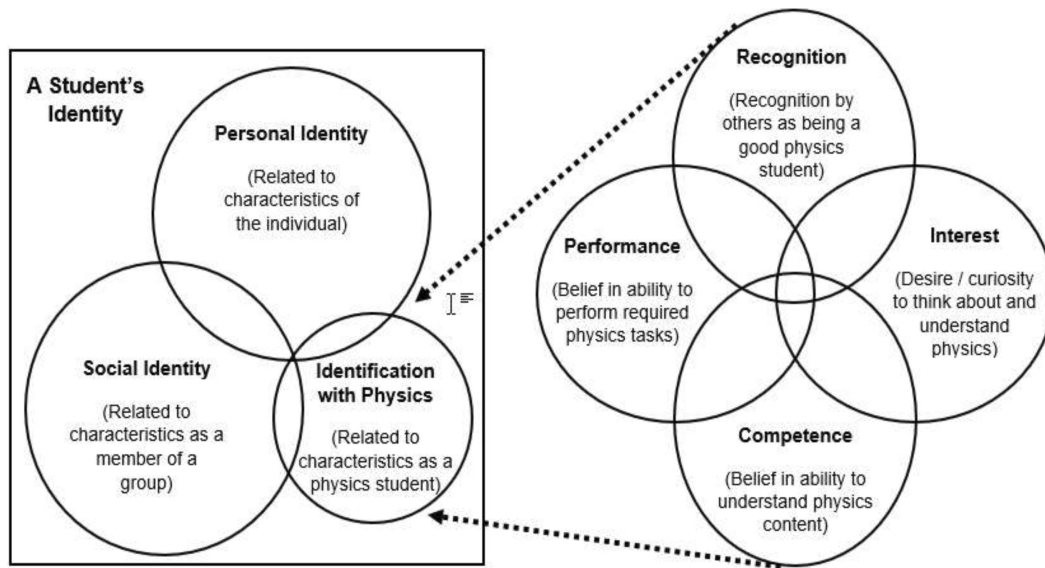 A Student's
Identity
Personal Identity
(Related to
characteristics of
the individual)
Social Identity
(Related to
characteristics as a
member of a
group)
Identification
with Physics
(Related to
characteristics as a
physics student)
Recognition
(Recognition by
others as being a
good physics
student)
Performance
(Belief in ability to
perform required
physics tasks)
Interest
(Desire / curiosity
to think about and
understand
physics)
Competence
(Belief in ability to
understand physics
content)